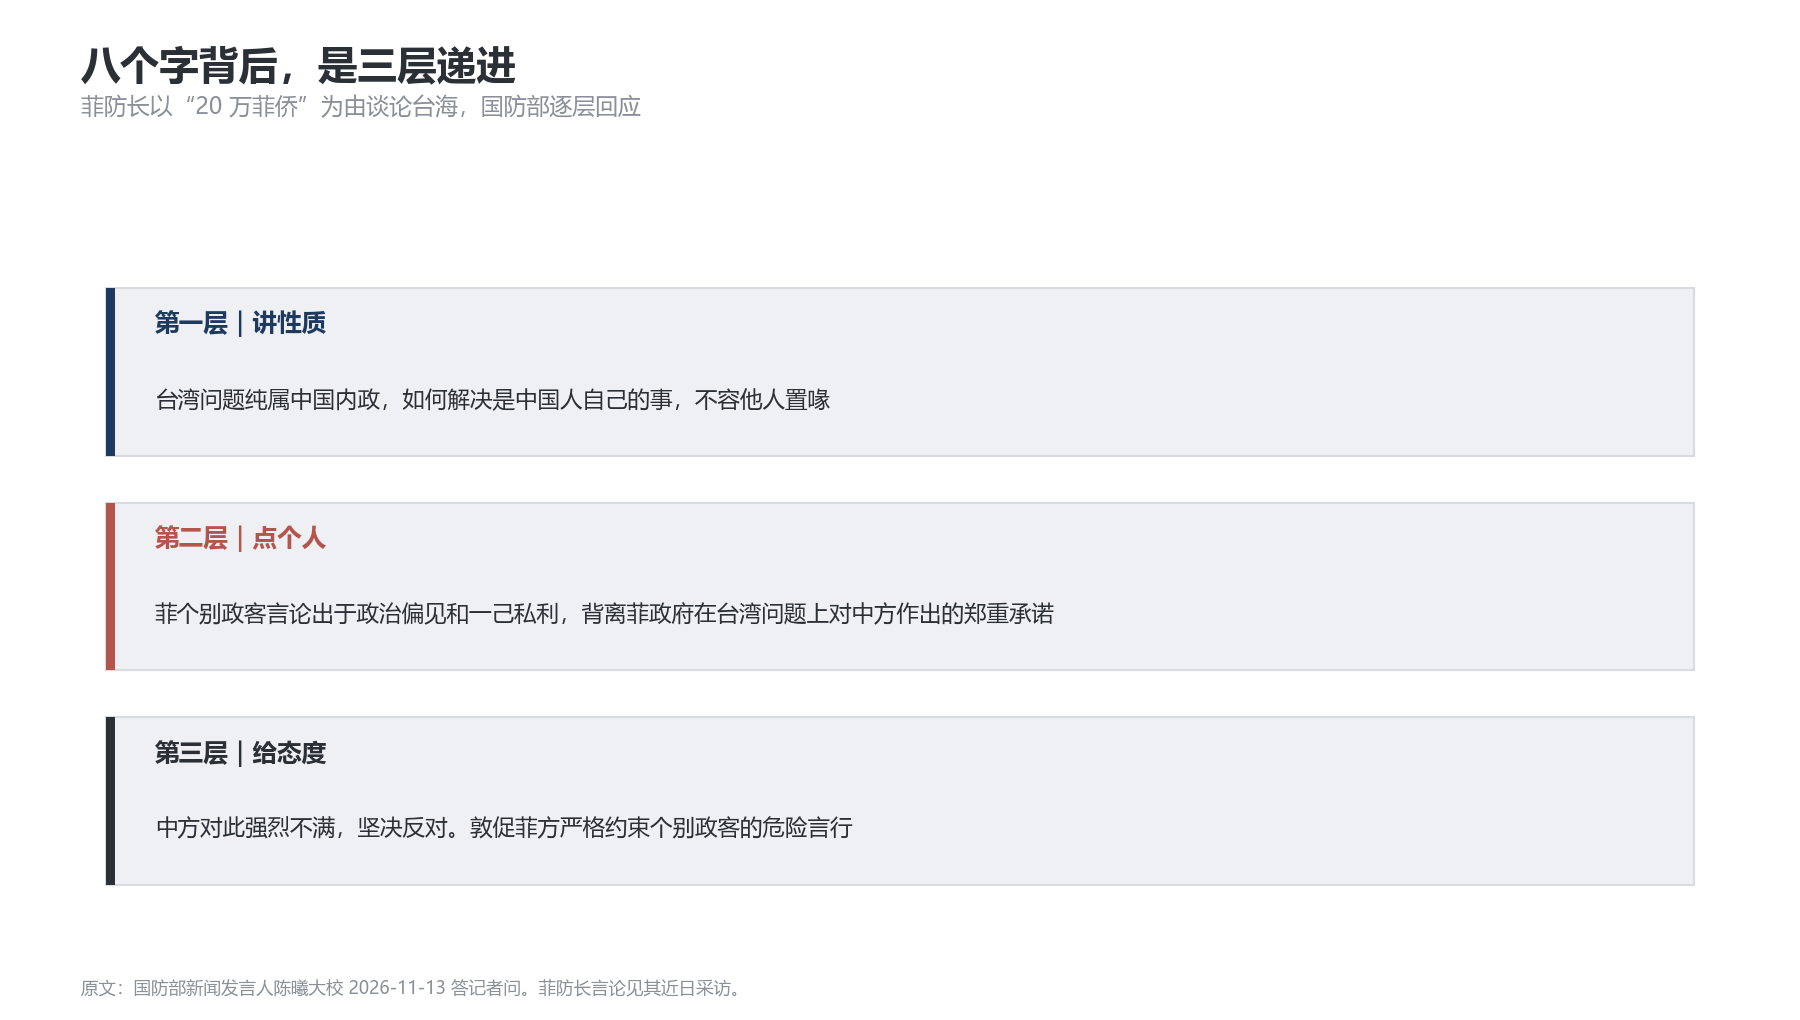 八个字背后，是三层递进
菲防长以“20 万菲侨”为由谈论台海，国防部逐层回应
第一层｜讲性质
台湾问题纯属中国内政，如何解决是中国人自己的事，不容他人置喙
第二层｜点个人
菲个别政客言论出于政治偏见和一己私利，背离菲政府在台湾问题上对中方作出的郑重承诺
第三层｜给态度
中方对此强烈不满，坚决反对。敦促菲方严格约束个别政客的危险言行
原文：国防部新闻发言人陈曦大校 2026-11-13 答记者问。菲防长言论见其近日采访。